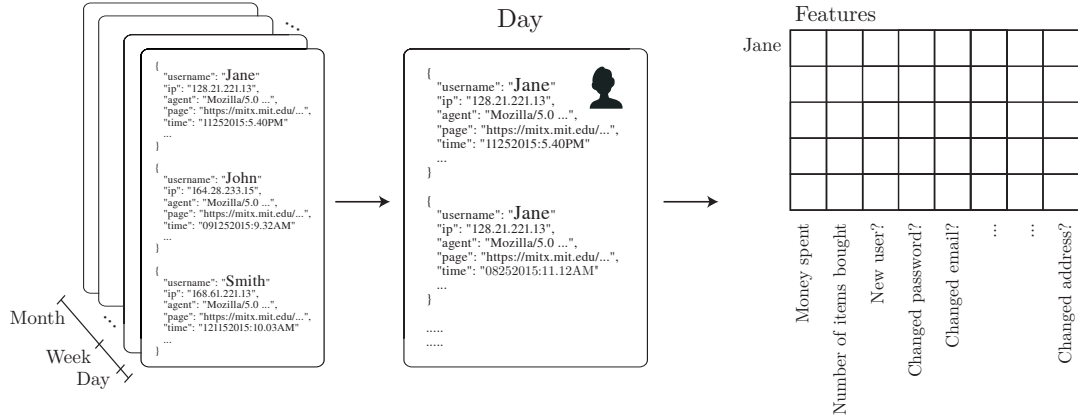 ...
{
"username": "Jane"
"ip": "128.21.221.13",
"agent": "Mozilla/5.0 ...",
"page": "https://mitx.mit.edu/...",
"time": "11252015:5.40PM"
...
}
{
"username": "John"
"ip": "164.28.233.15",
"agent": "Mozilla/5.0 ...",
"page": "https://mitx.mit.edu/...",
"time": "091252015:9.32AM"
...
}
{
"username": "Smith"
"ip": "168.61.221.13",
"agent": "Mozilla/5.0 ...",
"page": "https://mitx.mit.edu/...",
"time": "121152015:10.03AM"
...
}
...
Month
Week
Day
Day
{
"username": "Jane"
"ip": "128.21.221.13",
"agent": "Mozilla/5.0 ...",
"page": "https://mitx.mit.edu/...",
"time": "11252015:5.40PM"
...
}
{
"username": "Jane"
"ip": "128.21.221.13",
"agent": "Mozilla/5.0 ...",
"page": "https://mitx.mit.edu/...",
"time": "08252015:11.12AM"
...
}
.....
.....
Features
Jane
Money spent
Number of items bought
New user?
Changed password?
Changed email?
...
...
Changed address?